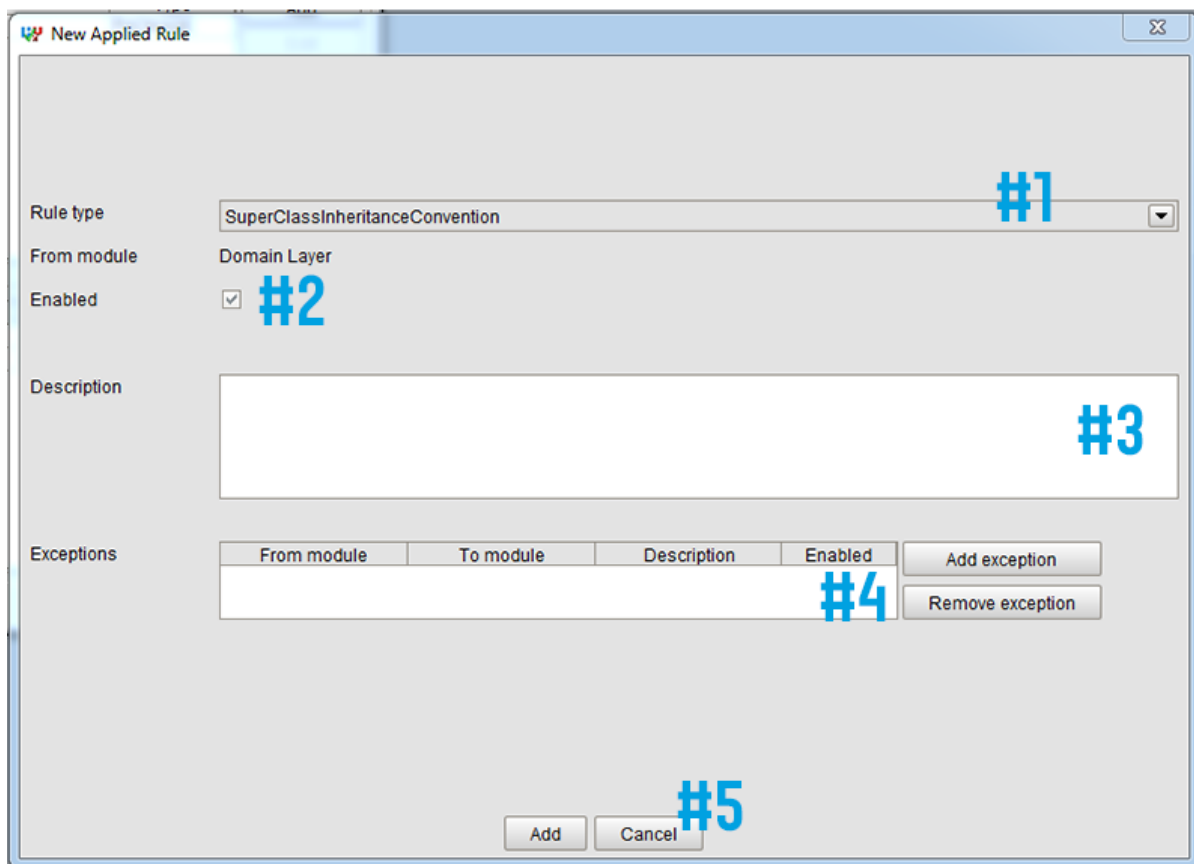 New Applied Rule
#1
Rule type SuperClassInheritanceConvention
From module Domain Layer
Enabled #2
Description
#3
Exceptions From module To module Description Enabled Add exception
#4 Remove exception
#5
Add Cancel